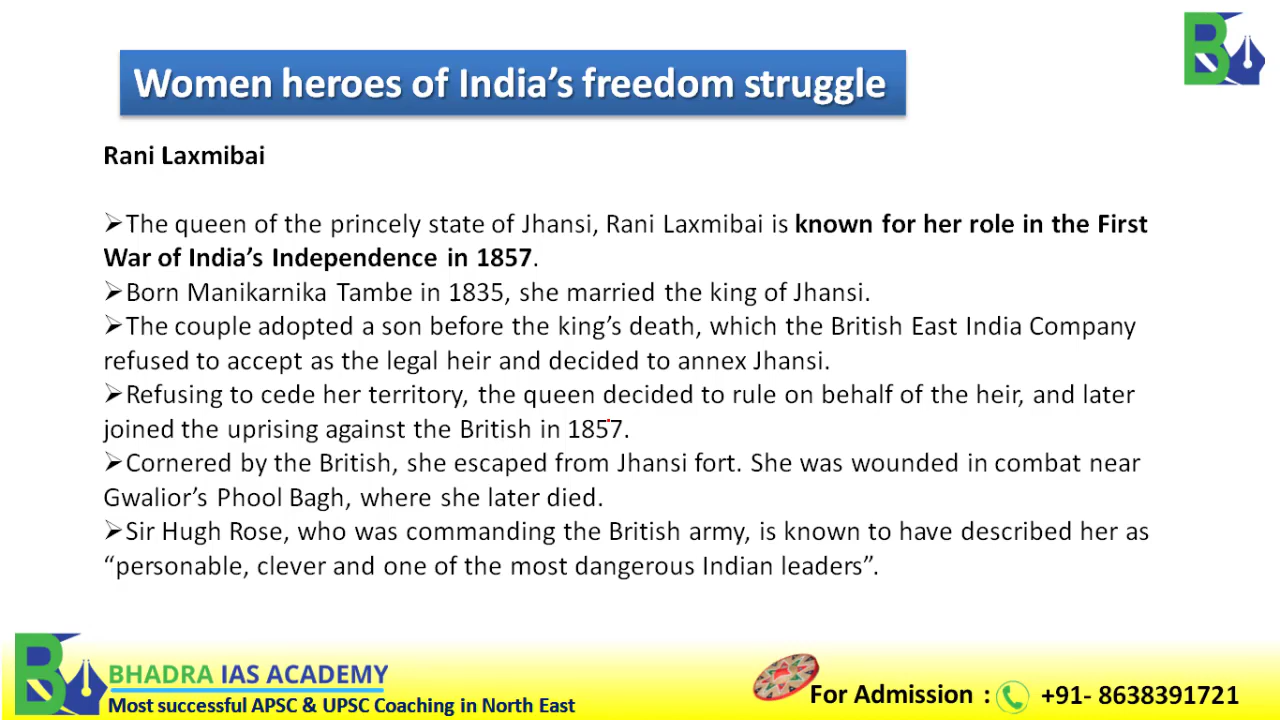 Women heroes of India’s freedom struggle
Rani Laxmibai
➢The queen of the princely state of Jhansi, Rani Laxmibai is known for her role in the First
War of India’s Independence in 1857.
➢Born Manikarnika Tambe in 1835, she married the king of Jhansi.
➢The couple adopted a son before the king’s death, which the British East India Company
refused to accept as the legal heir and decided to annex Jhansi.
➢Refusing to cede her territory, the queen decided to rule on behalf of the heir, and later
joined the uprising against the British in 1857.
➢Cornered by the British, she escaped from Jhansi fort. She was wounded in combat near
Gwalior’s Phool Bagh, where she later died.
➢Sir Hugh Rose, who was commanding the British army, is known to have described her as
“personable, clever and one of the most dangerous Indian leaders”.
BHADRA IAS ACADEMY
Most successful APSC & UPSC Coaching in North East
For Admission : +91- 8638391721